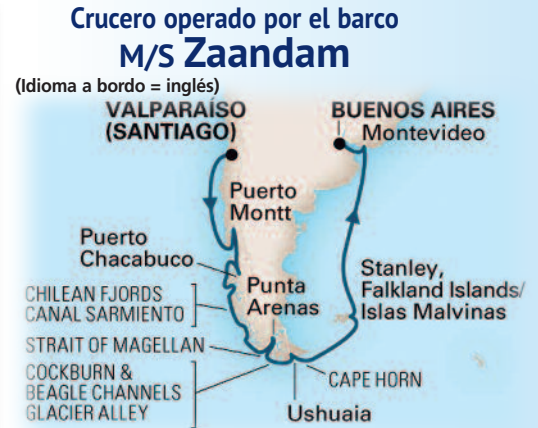 Crucero operado por el barco
M/S Zaandam
(Idioma a bordo = inglés)
VALPARAÍSO
(SANTIAGO)
BUENOS AIRES
Montevideo
Puerto
Montt
Puerto
Chacabuco
CHILEAN FJORDS
CANAL SARMIENTO
Punta
Arenas
Stanley,
Falkland Islands/
Islas Malvinas
STRAIT OF MAGELLAN
COCKBURN &
BEAGLE CHANNELS
GLACIER ALLEY
CAPE HORN
Ushuaia